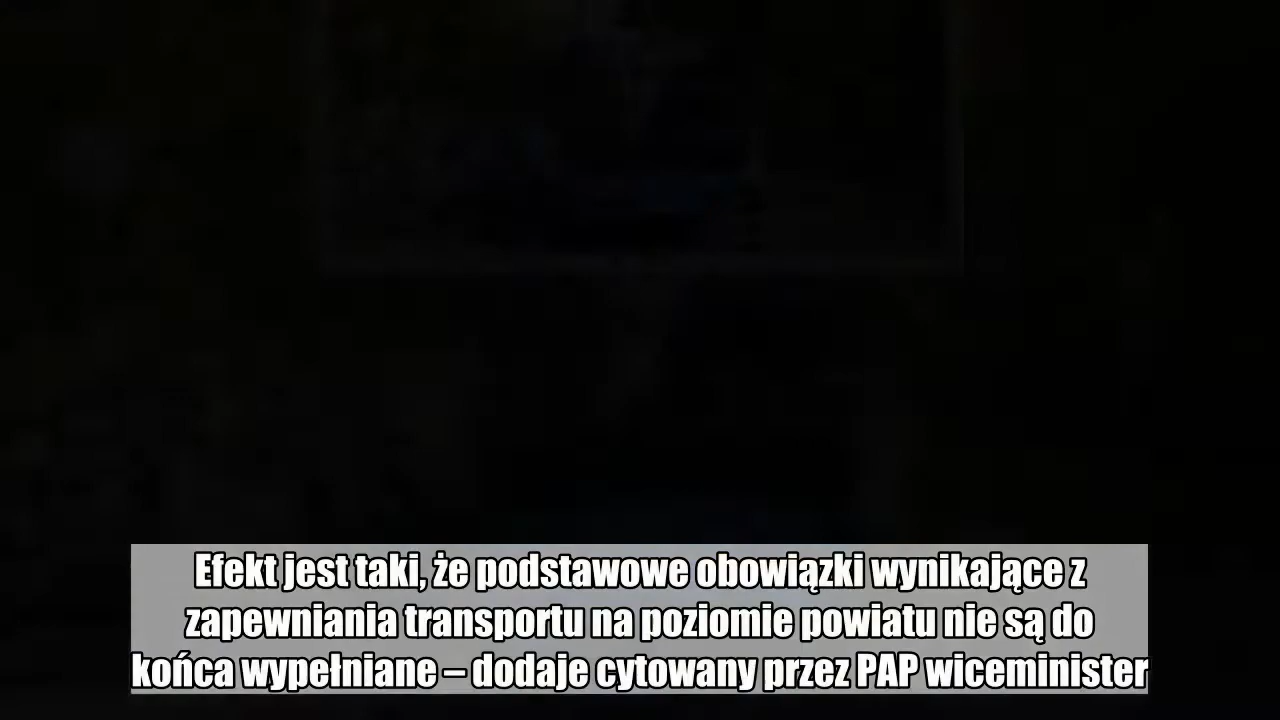 Efekt jest taki, że podstawowe obowiązki wynikające z
zapewniania transportu na poziomie powiatu nie są do
końca wypełniane – dodaje cytowany przez PAP wiceminister